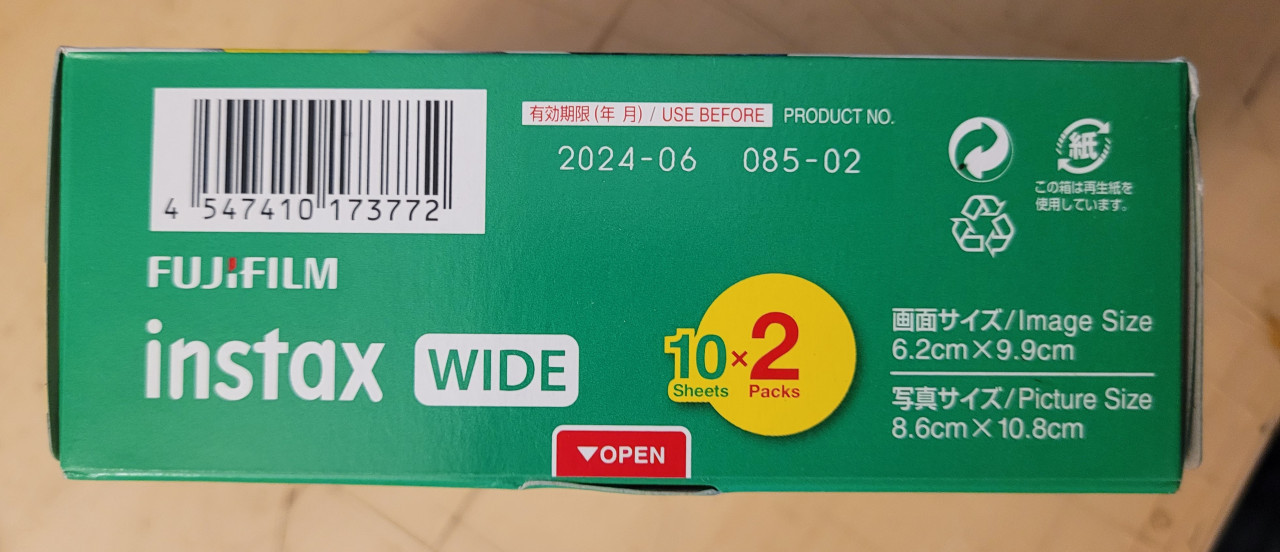 4 547410 173772
有効期限(年 月) / USE BEFORE PRODUCT NO.
2024-06 085-02
紙
この箱は再生紙を
使用しています。
FUJIFILM
instax WIDE
10×2
Sheets Packs
画面サイズ/Image Size
6.2cm×9.9cm
写真サイズ/Picture Size
8.6cm×10.8cm
▼OPEN